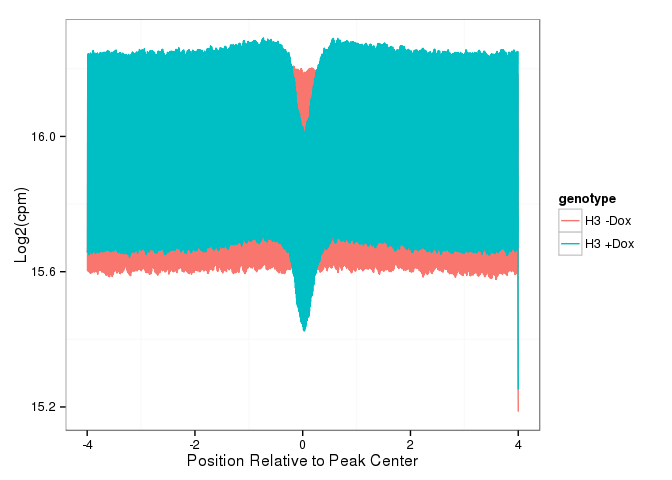 Log2(cpm)
16.0
15.6
15.2
-4
-2
0
2
4
Position Relative to Peak Center
genotype
H3 -Dox
H3 +Dox